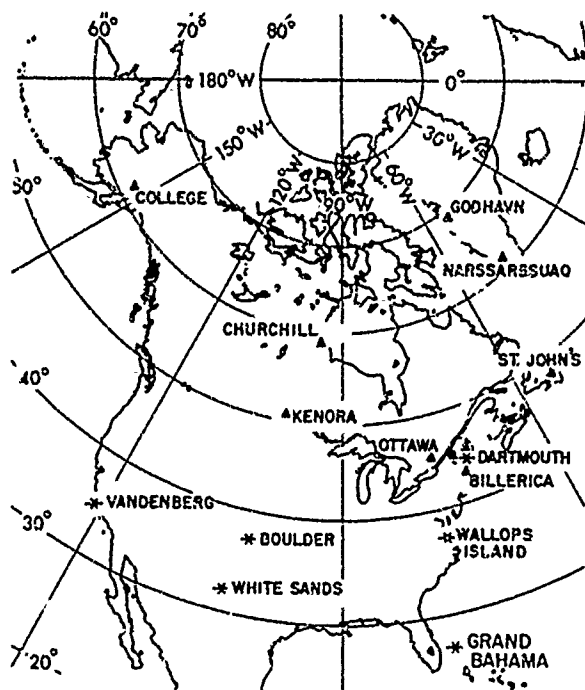 60°
70°
80°
180°W
0°
150°W
30°W
120°W
60°W
90°W
50°
COLLEGE
GODHAVN
NARSSARSSUAQ
CHURCHILL
ST. JOHN'S
40°
KENORA
OTTAWA
DARTMOUTH
BILLERICA
VANDENBERG
30°
BOULDER
WALLOPS
ISLAND
WHITE SANDS
20°
GRAND
BAHAMA